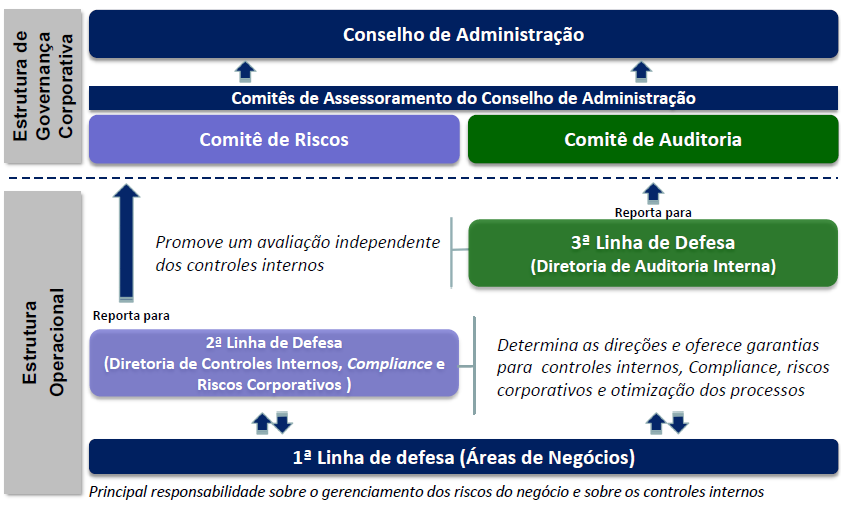 Estrutura de
Governança
Corporativa
Conselho de Administração
Comitês de Assessoramento do Conselho de Administração
Comitê de Riscos
Comitê de Auditoria
Estrutura
Operacional
Reporta para
3ª Linha de Defesa
(Diretoria de Auditoria Interna)
Promove um avaliação independente
dos controles internos
Reporta para
2ª Linha de Defesa
(Diretoria de Controles Internos, Compliance e
Riscos Corporativos )
Determina as direções e oferece garantias
para controles internos, Compliance, riscos
corporativos e otimização dos processos
1ª Linha de defesa (Áreas de Negócios)
Principal responsabilidade sobre o gerenciamento dos riscos do negócio e sobre os controles internos